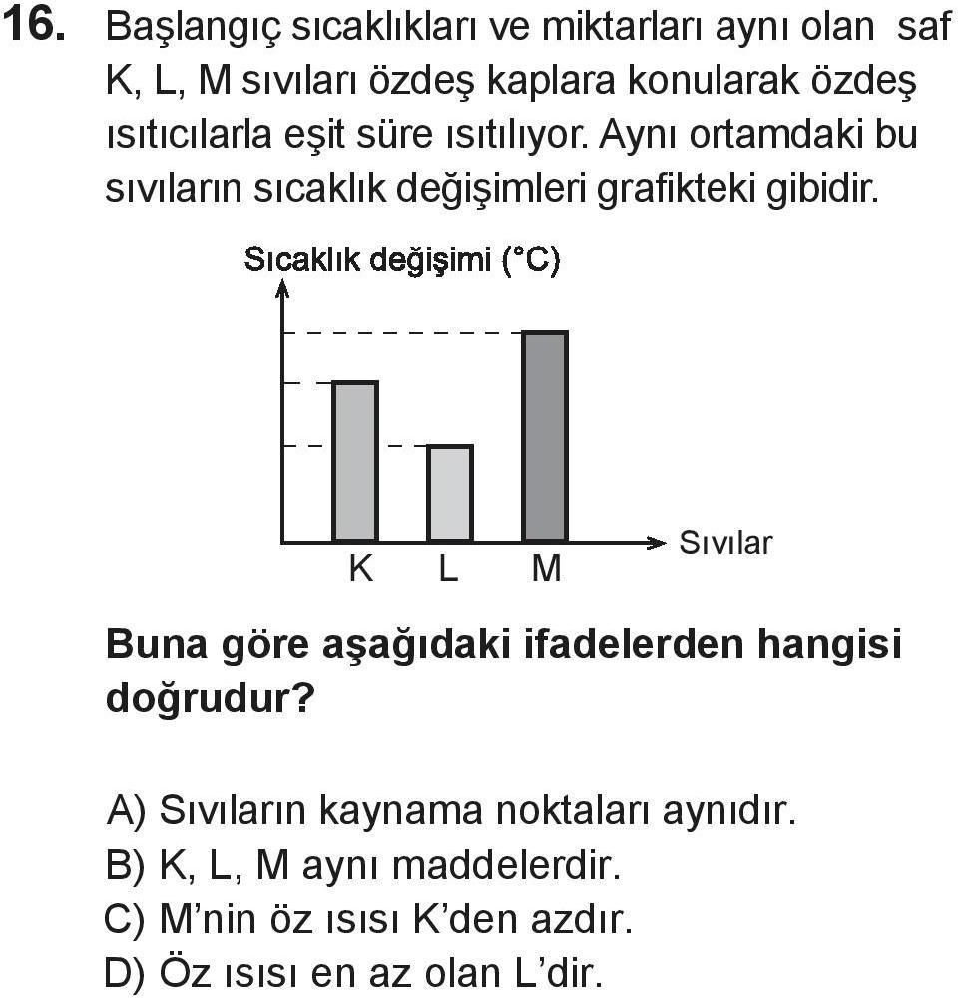 16. Başlangıç sıcaklıkları ve miktarları aynı olan saf
K, L, M sıvıları özdeş kaplara konularak özdeş
ısıtıcılarla eşit süre ısıtılıyor. Aynı ortamdaki bu
sıvıların sıcaklık değişimleri grafikteki gibidir.
Sıcaklık değişimi (°C)
Sıvılar
K L M
Buna göre aşağıdaki ifadelerden hangisi
doğrudur?
A) Sıvıların kaynama noktaları aynıdır.
B) K, L, M aynı maddelerdir.
C) M’nin öz ısısı K’den azdır.
D) Öz ısısı en az olan L’dir.